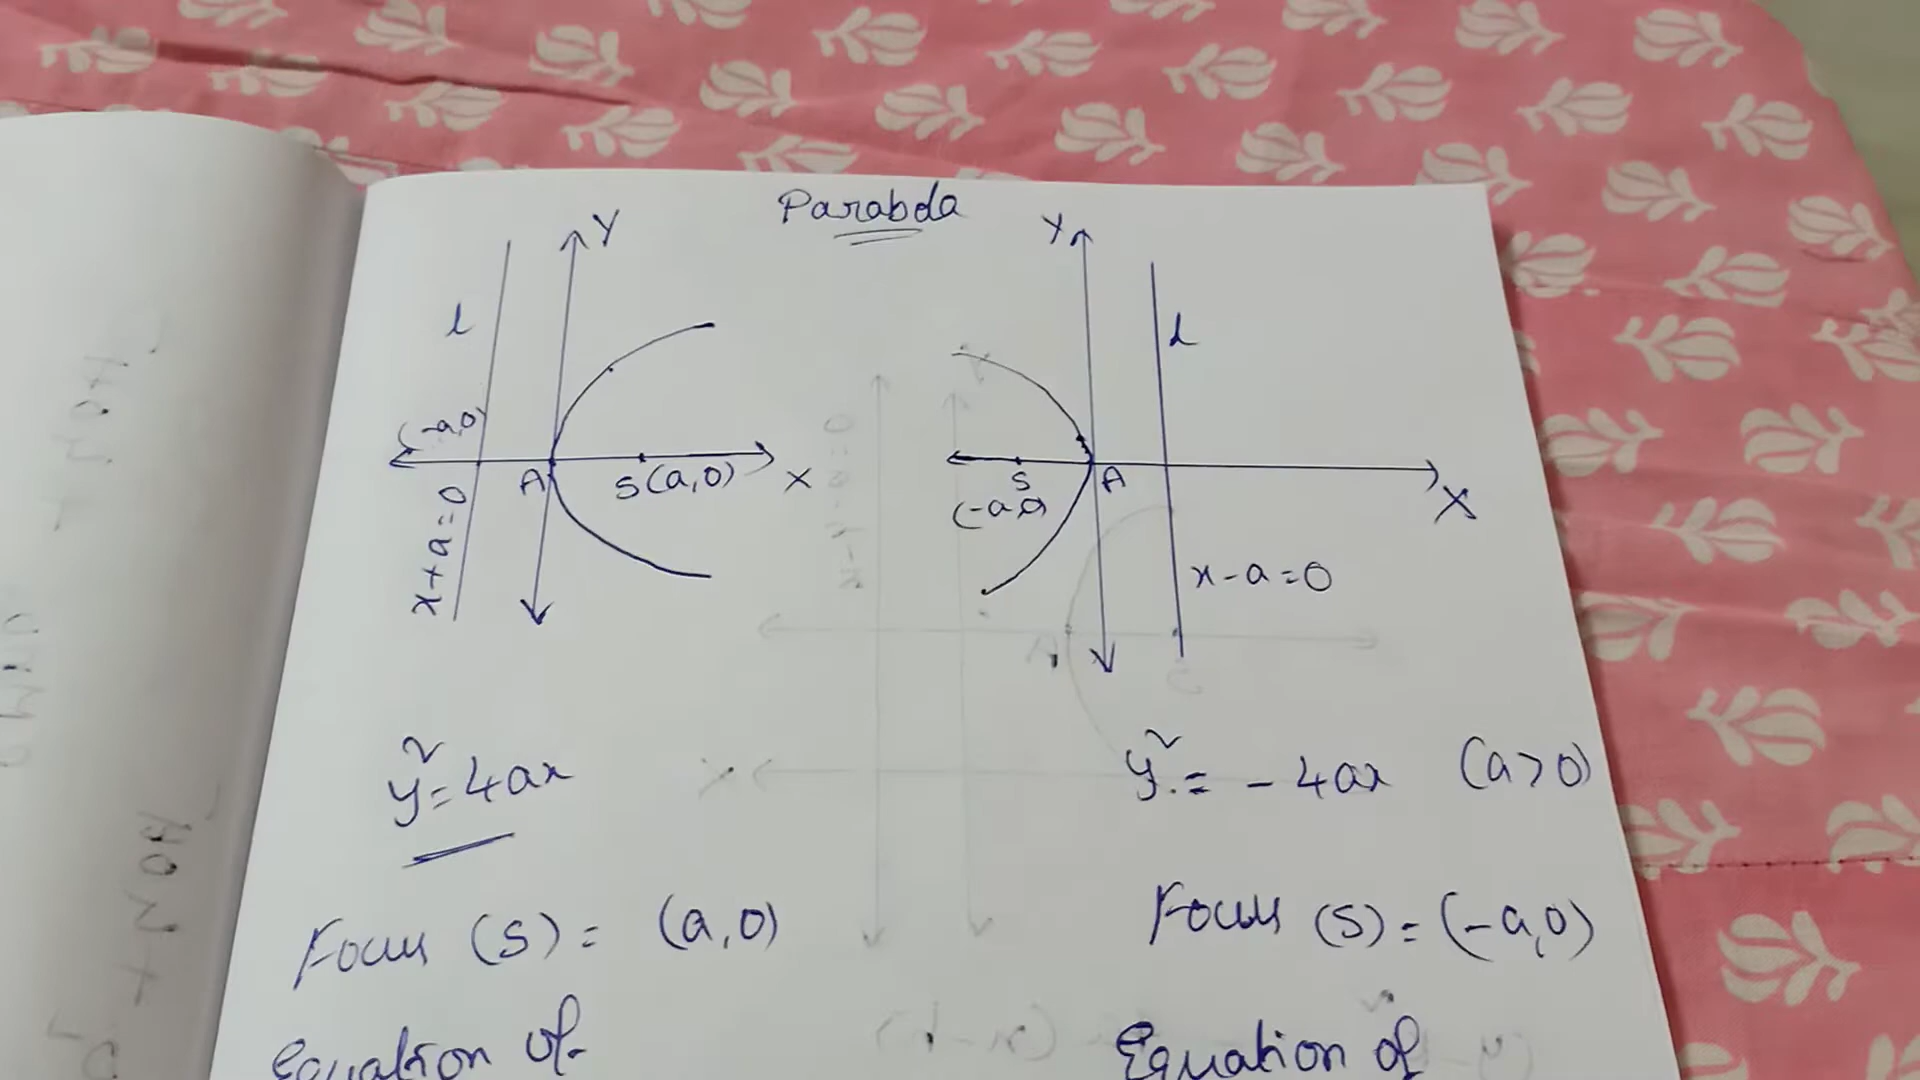 Parabola
Y
l
(-a,0)
A
S(a,0)
X
x+a=0
y²=4ax
Focus (S) = (a,0)
Equation of
Y
l
S
(-a,0)
A
X
x-a=0
y²= -4ax (a>0)
Focus (S) = (-a,0)
Equation of